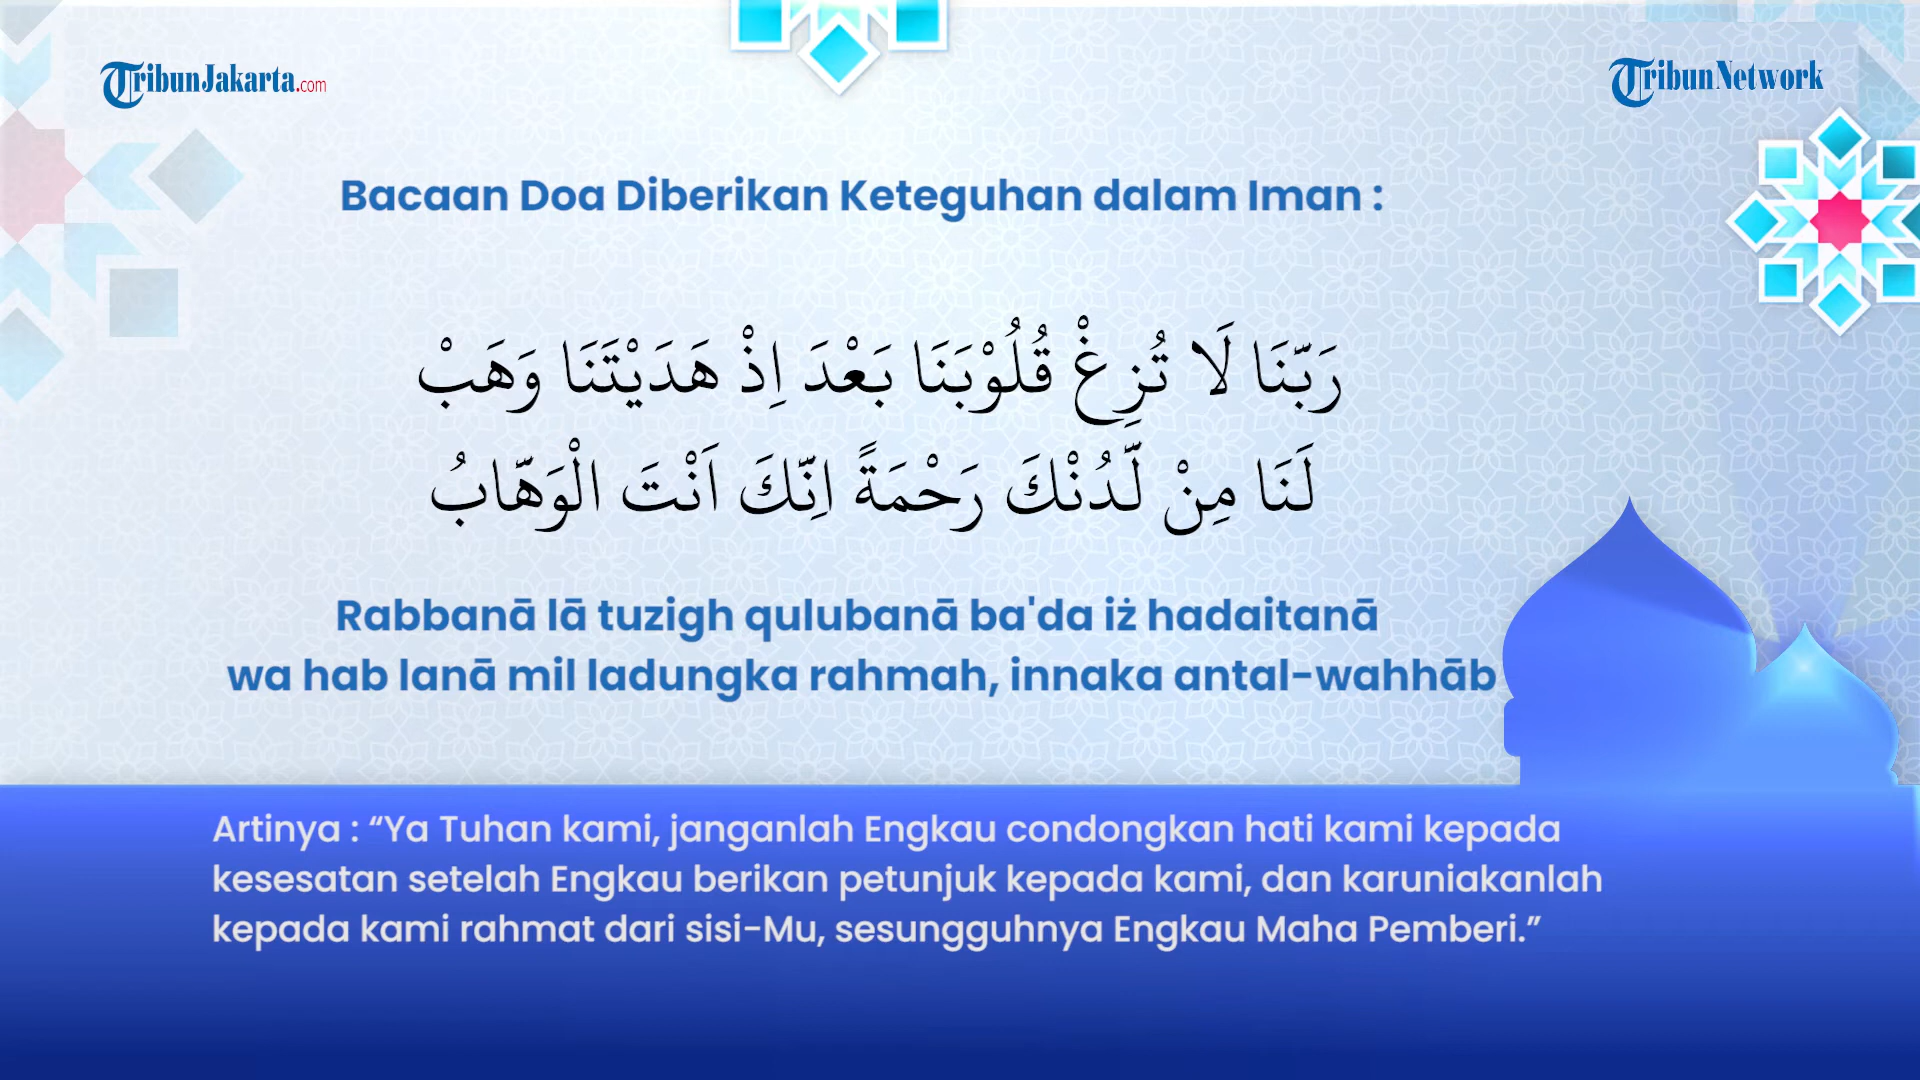 TribunJakarta.com
TribunNetwork
Bacaan Doa Diberikan Keteguhan dalam Iman :
رَبَّنَا لَا تُزِغْ قُلُوْبَنَا بَعْدَ اِذْ هَدَيْتَنَا وَهَبْ
لَنَا مِنْ لَّدُنْكَ رَحْمَةً اِنَّكَ اَنْتَ الْوَهَّابُ
Rabbanā lā tuzigh qulubanā ba'da iż hadaitanā
wa hab lanā mil ladungka rahmah, innaka antal-wahhāb
Artinya : “Ya Tuhan kami, janganlah Engkau condongkan hati kami kepada
kesesatan setelah Engkau berikan petunjuk kepada kami, dan karuniakanlah
kepada kami rahmat dari sisi-Mu, sesungguhnya Engkau Maha Pemberi.”